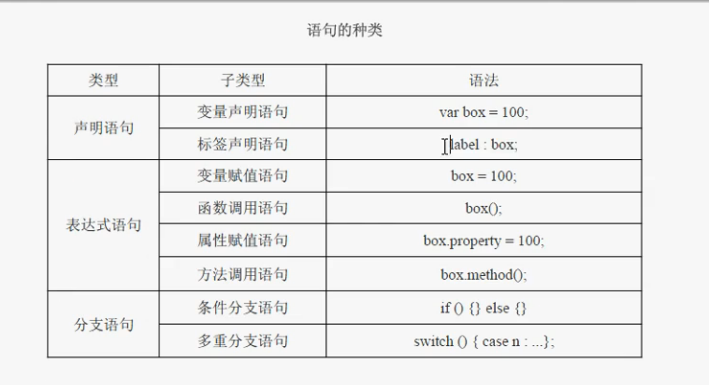 语句的种类
类型 子类型 语法
声明语句 变量声明语句 var box = 100;
标签声明语句 label : box;
表达式语句 变量赋值语句 box = 100;
函数调用语句 box();
属性赋值语句 box.property = 100;
方法调用语句 box.method();
分支语句 条件分支语句 if () {} else {}
多重分支语句 switch () { case n : ...};